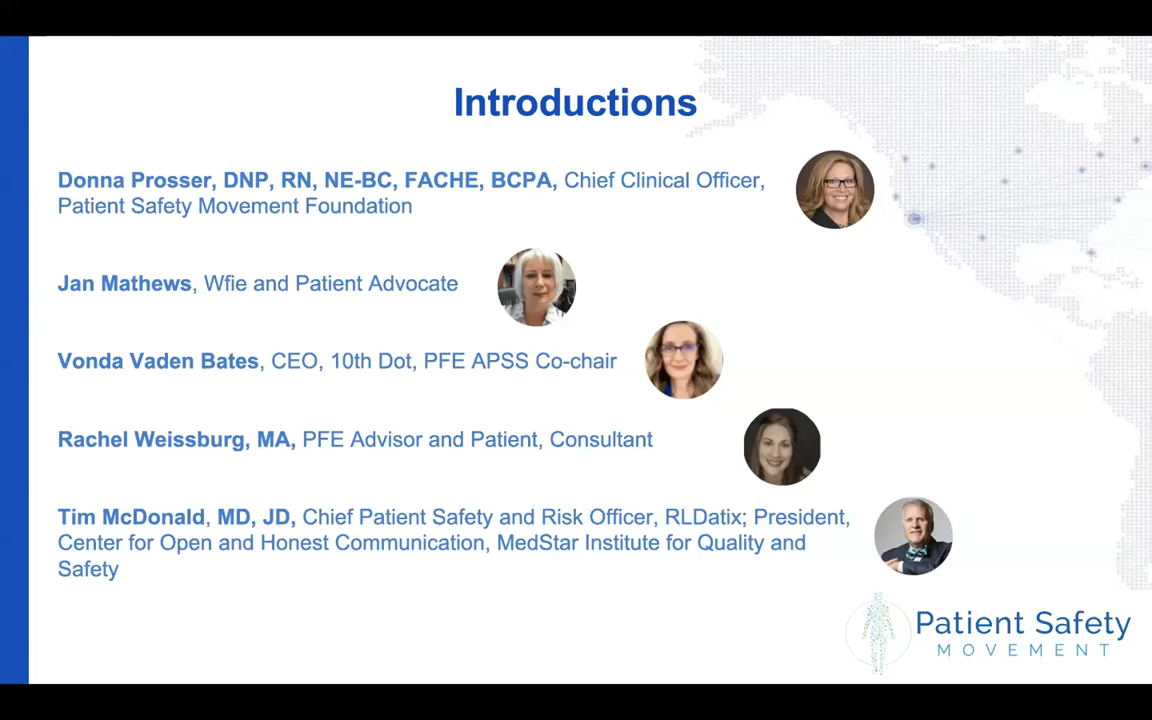 Introductions
Donna Prosser, DNP, RN, NE-BC, FACHE, BCPA, Chief Clinical Officer,
Patient Safety Movement Foundation
Jan Mathews, Wfie and Patient Advocate
Vonda Vaden Bates, CEO, 10th Dot, PFE APSS Co-chair
Rachel Weissburg, MA, PFE Advisor and Patient, Consultant
Tim McDonald, MD, JD, Chief Patient Safety and Risk Officer, RLDatix; President,
Center for Open and Honest Communication, MedStar Institute for Quality and
Safety
Patient Safety
MOVEMENT